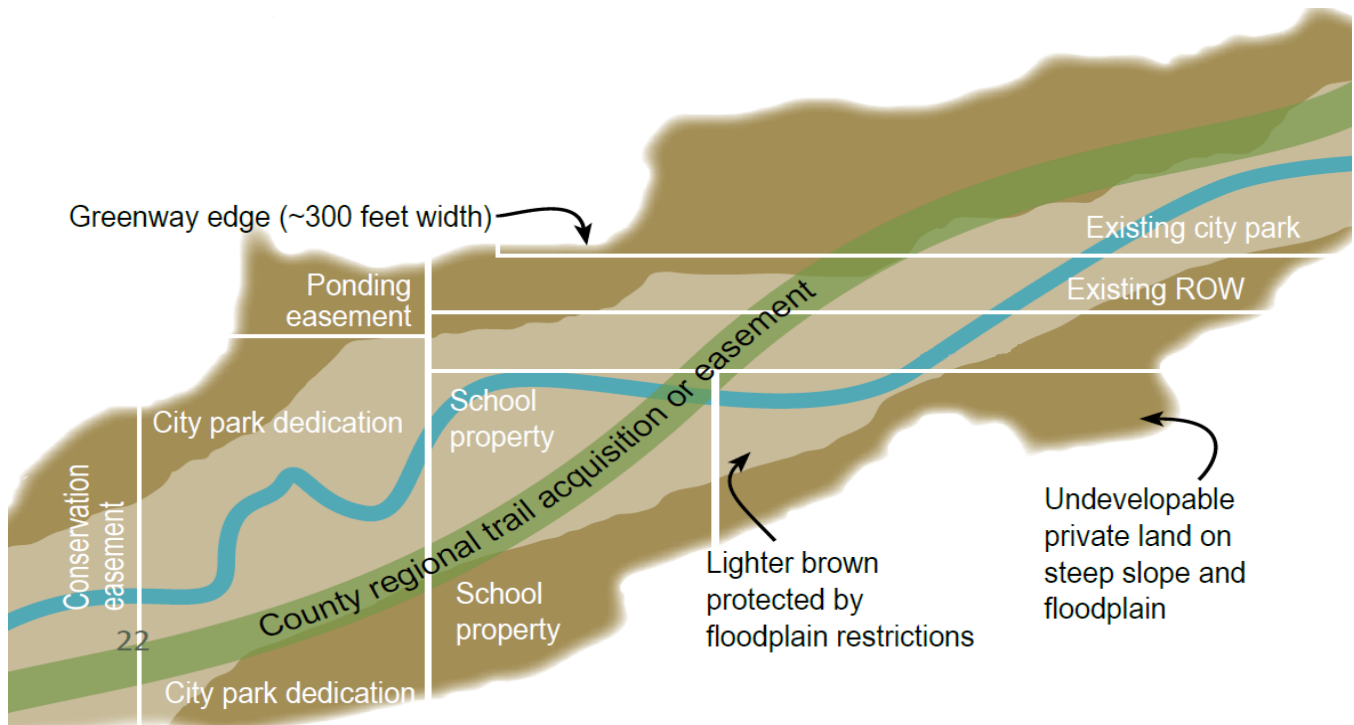 Greenway edge (~300 feet width)
Existing city park
Ponding
easement
Existing ROW
City park dedication
School
property
County regional trail acquisition or easement
Conservation
easement
Undevelopable
private land on
steep slope and
floodplain
Lighter brown
protected by
floodplain restrictions
School
property
22
City park dedication